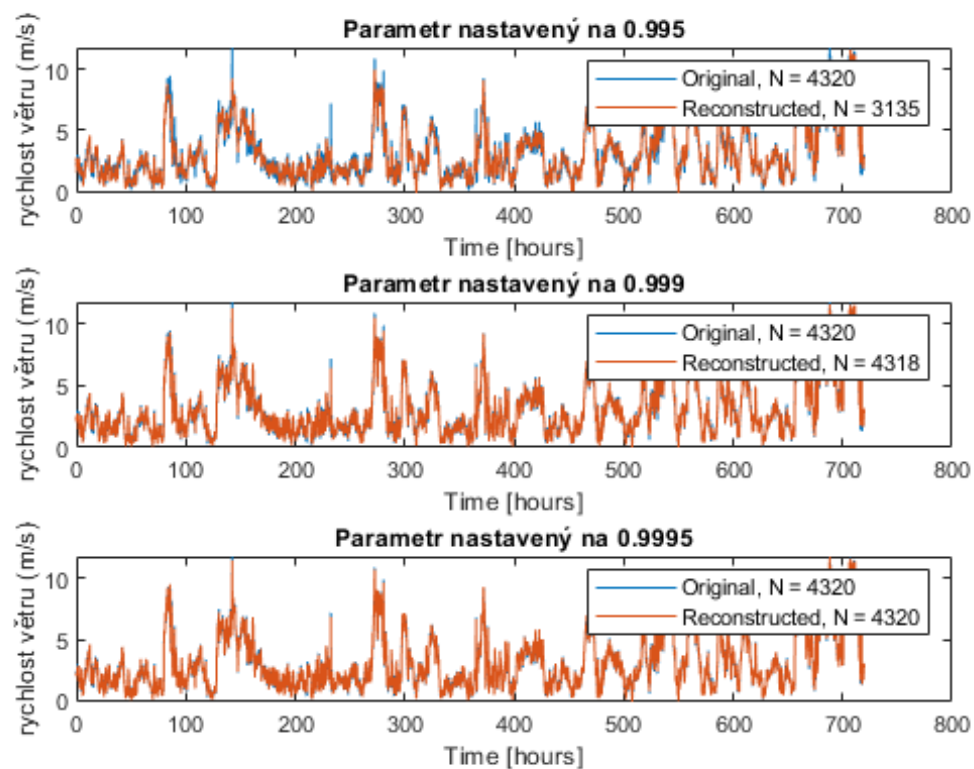 Parametr nastavený na 0.995
rychlost větru (m/s)
10
5
0
Original, N = 4320
Reconstructed, N = 3135
0 100 200 300 400 500 600 700 800
Time [hours]
Parametr nastavený na 0.999
rychlost větru (m/s)
10
5
0
Original, N = 4320
Reconstructed, N = 4318
0 100 200 300 400 500 600 700 800
Time [hours]
Parametr nastavený na 0.9995
rychlost větru (m/s)
10
5
0
Original, N = 4320
Reconstructed, N = 4320
0 100 200 300 400 500 600 700 800
Time [hours]